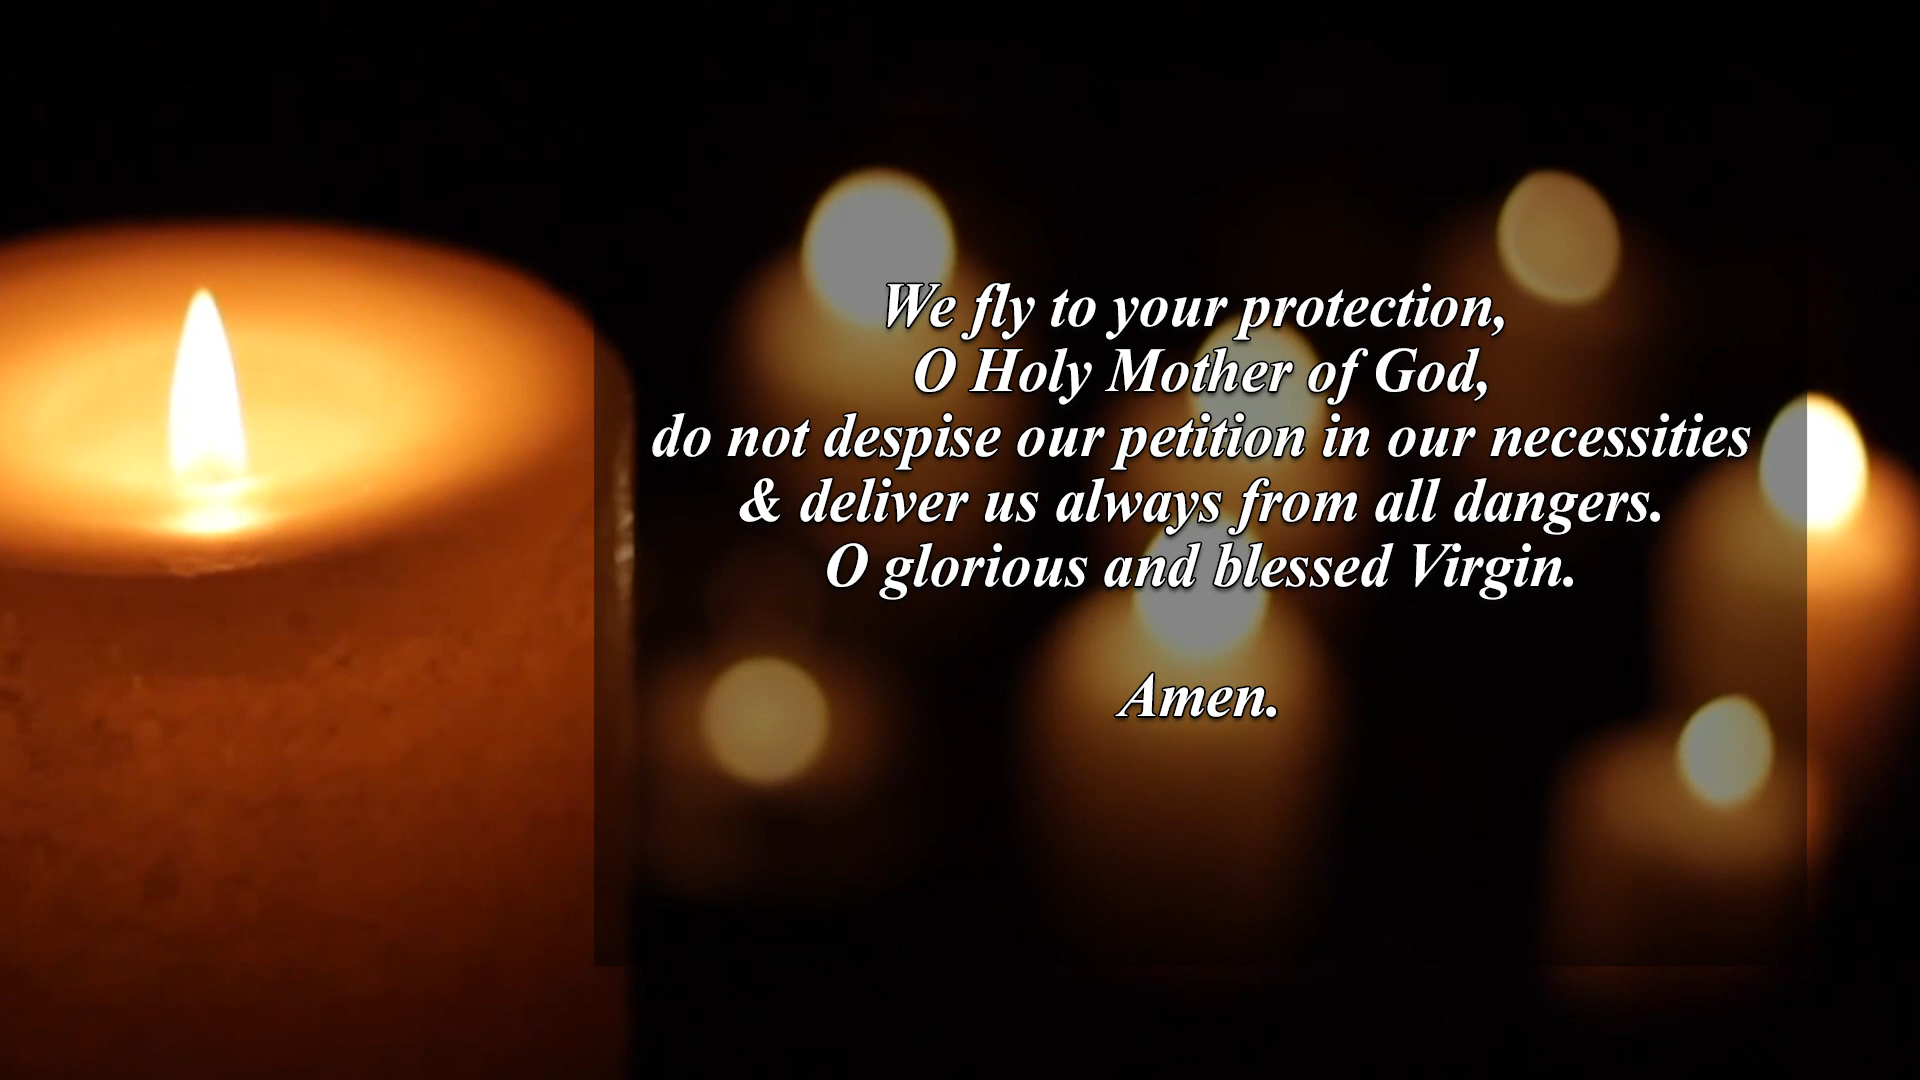 We fly to your protection,
O Holy Mother of God,
do not despise our petition in our necessities
& deliver us always from all dangers.
O glorious and blessed Virgin.
Amen.